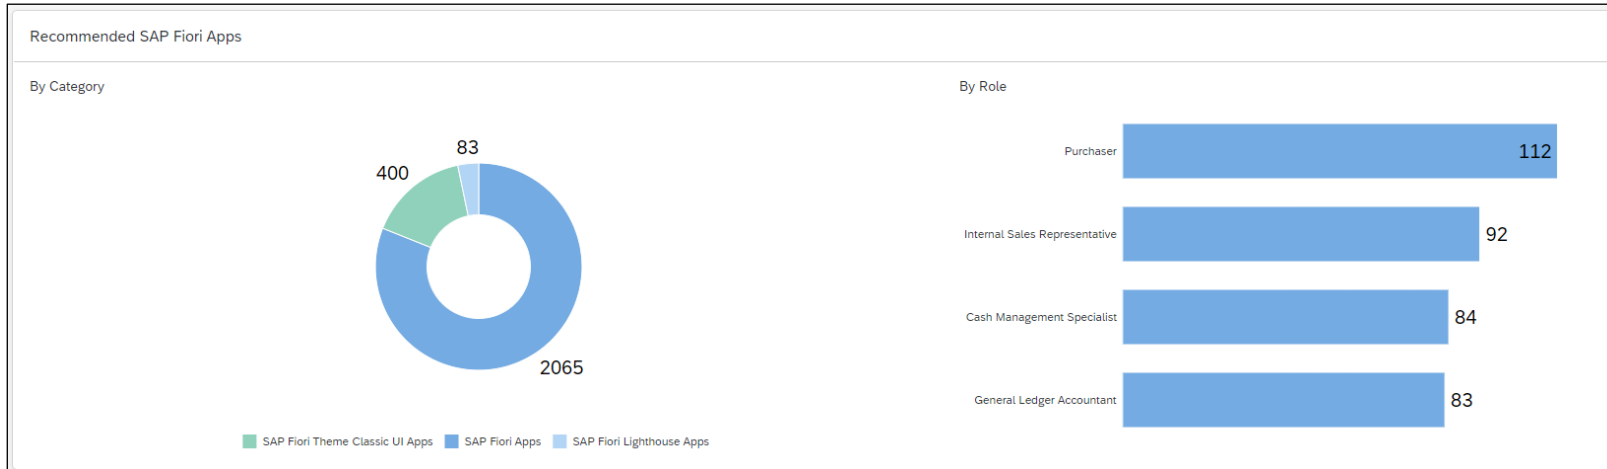 Recommended SAP Fiori Apps
By Category
83
400
2065
SAP Fiori Theme Classic UI Apps SAP Fiori Apps SAP Fiori Lighthouse Apps
By Role
Purchaser 112
Internal Sales Representative 92
Cash Management Specialist 84
General Ledger Accountant 83